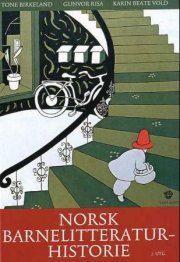 TONE BIRKELAND GUNVOR RISA KARIN BEATE VOLD
NORSK
BARNELITTERATUR-
HISTORIE
2. UTG.